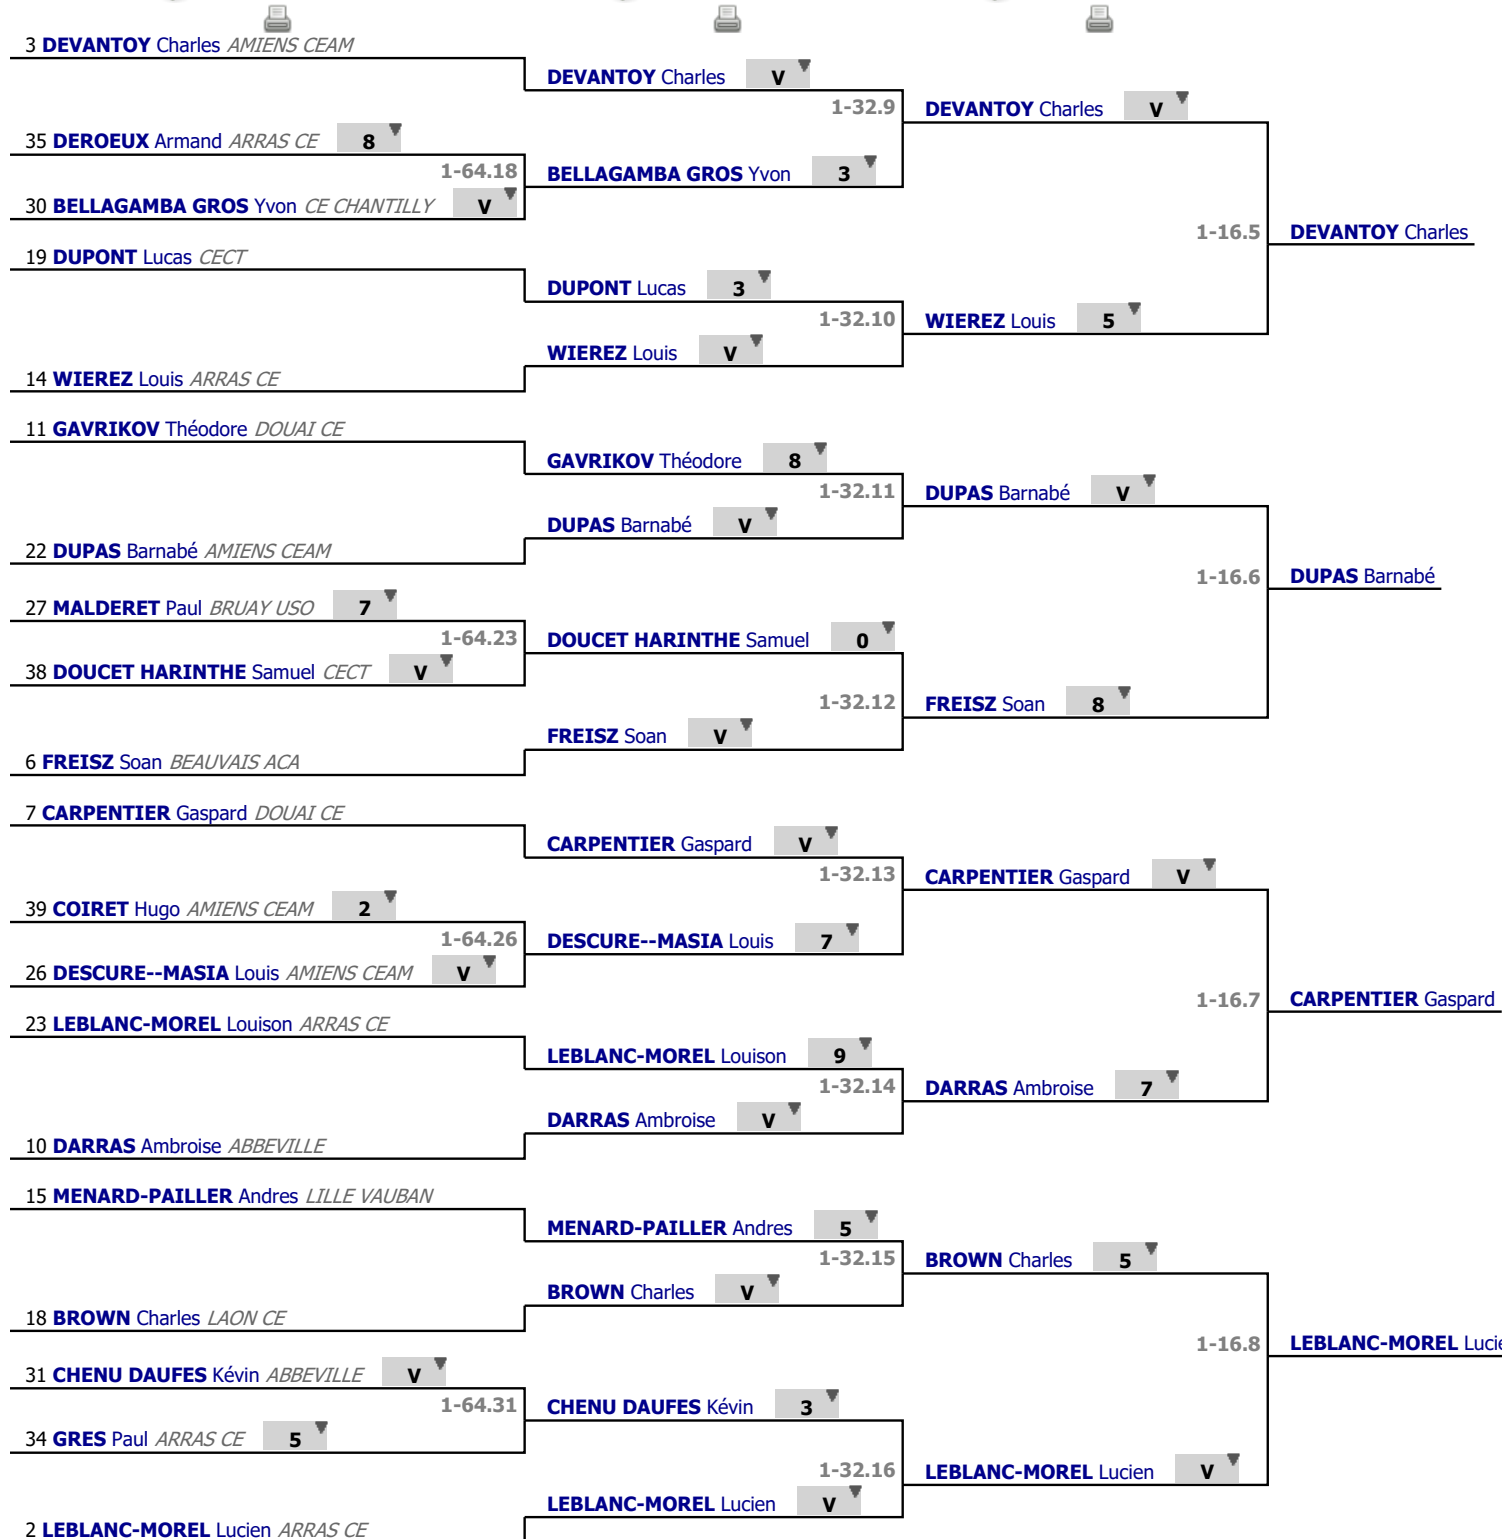 3 DEVANTOY Charles AMIENS CEAM
DEVANTOY Charles V
1-32.9
DEVANTOY Charles V
35 DEROEUX Armand ARRAS CE 8
1-64.18
BELLAGAMBA GROS Yvon 3
30 BELLAGAMBA GROS Yvon CE CHANTILLY V
1-16.5
DEVANTOY Charles
19 DUPONT Lucas CECT
DUPONT Lucas 3
1-32.10
WIEREZ Louis 5
WIEREZ Louis V
14 WIEREZ Louis ARRAS CE
11 GAVRIKOV Théodore DOUAI CE
GAVRIKOV Théodore 8
1-32.11
DUPAS Barnabé V
DUPAS Barnabé V
22 DUPAS Barnabé AMIENS CEAM
1-16.6
DUPAS Barnabé
27 MALDERET Paul BRUAY USO 7
1-64.23
DOUCET HARINTHE Samuel 0
38 DOUCET HARINTHE Samuel CECT V
1-32.12
FREISZ Soan 8
FREISZ Soan V
6 FREISZ Soan BEAUVAIS ACA
7 CARPENTIER Gaspard DOUAI CE
CARPENTIER Gaspard V
1-32.13
CARPENTIER Gaspard V
39 COIRET Hugo AMIENS CEAM 2
1-64.26
DESCURE--MASIA Louis 7
26 DESCURE--MASIA Louis AMIENS CEAM V
1-16.7
CARPENTIER Gaspard
23 LEBLANC-MOREL Louison ARRAS CE
LEBLANC-MOREL Louison 9
1-32.14
DARRAS Ambroise 7
DARRAS Ambroise V
10 DARRAS Ambroise ABBEVILLE
15 MENARD-PAILLER Andres LILLE VAUBAN
MENARD-PAILLER Andres 5
1-32.15
BROWN Charles 5
BROWN Charles V
18 BROWN Charles LAON CE
1-16.8
LEBLANC-MOREL Lucie
31 CHENU DAUFES Kévin ABBEVILLE V
1-64.31
CHENU DAUFES Kévin 3
34 GRES Paul ARRAS CE 5
1-32.16
LEBLANC-MOREL Lucien V
LEBLANC-MOREL Lucien V
2 LEBLANC-MOREL Lucien ARRAS CE